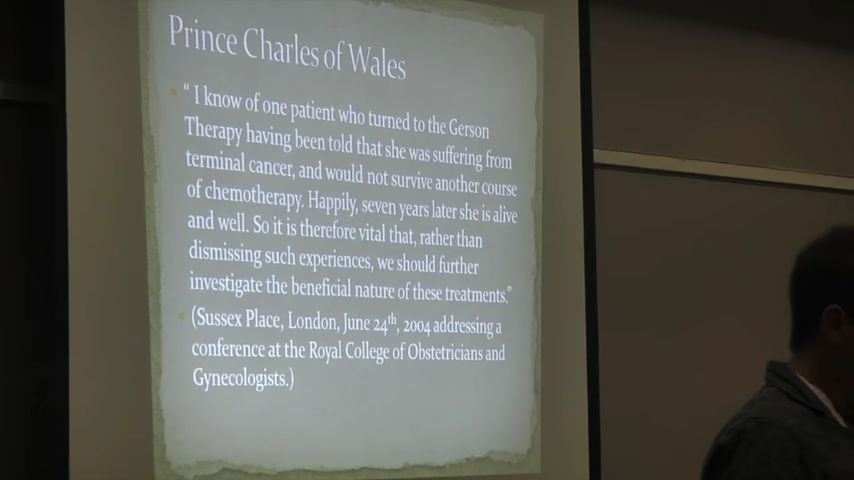 Prince Charles of Wales
“ I know of one patient who turned to the Gerson
Therapy having been told that she was suffering from
terminal cancer, and would not survive another course
of chemotherapy. Happily, seven years later she is alive
and well. So it is therefore vital that, rather than
dismissing such experiences, we should further
investigate the beneficial nature of these treatments.”
(Sussex Place, London, June 24th, 2004 addressing a
conference at the Royal College of Obstetricians and
Gynecologists.)